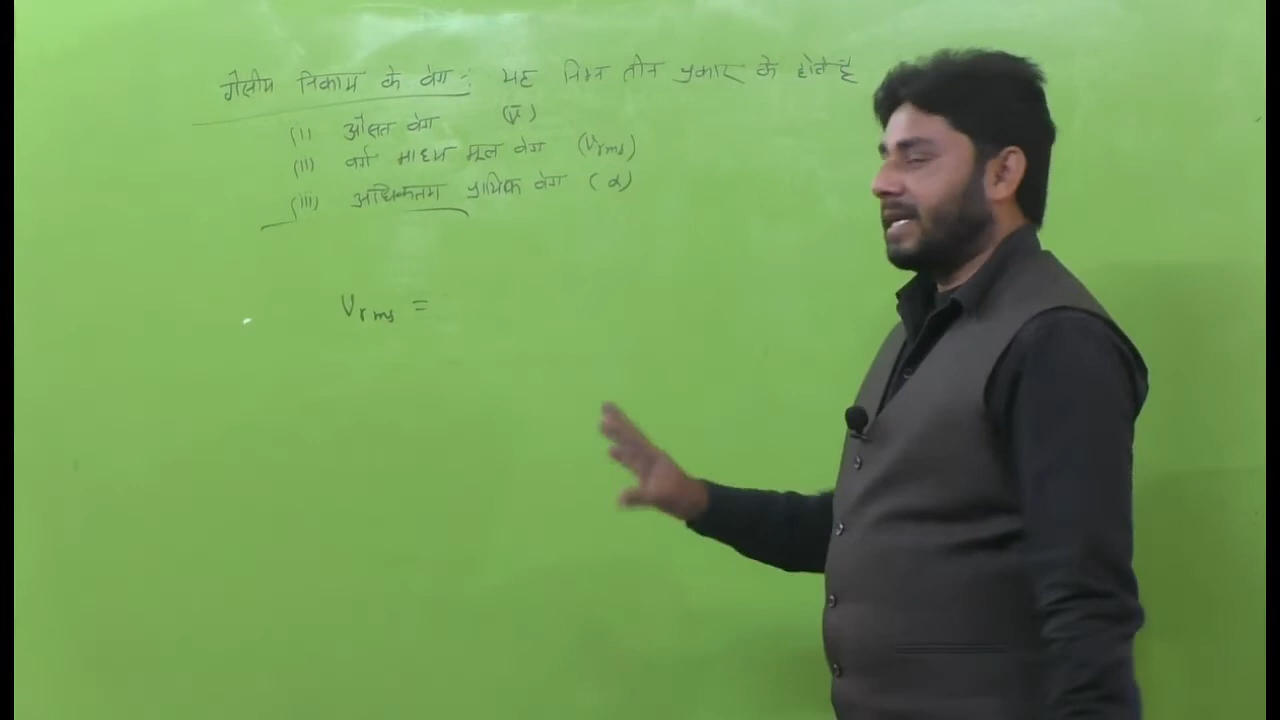 गैसीय निकाय के वेग :- यह निम्न तीन प्रकार के होते है
(i) औसत वेग (v̄)
(ii) वर्ग माध्य मूल वेग (Vrms)
(iii) अधिकतम प्रायिक वेग (α)
Vrms =